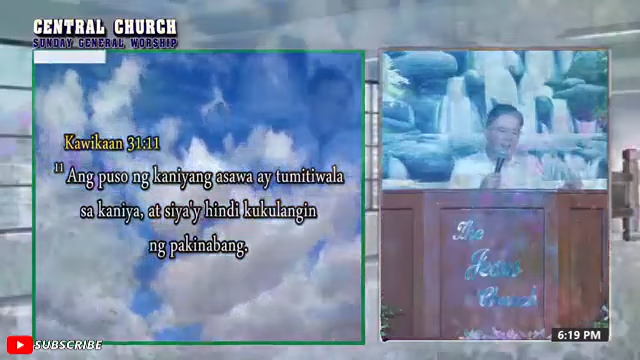 CENTRAL CHURCH
SUNDAY GENERAL WORSHIP
Kawikaan 31:11
11 Ang puso ng kaniyang asawa ay tumitiwala
sa kaniya, at siya'y hindi kukulangin
ng pakinabang.
The
Jesus
Church
6:19 PM
SUBSCRIBE